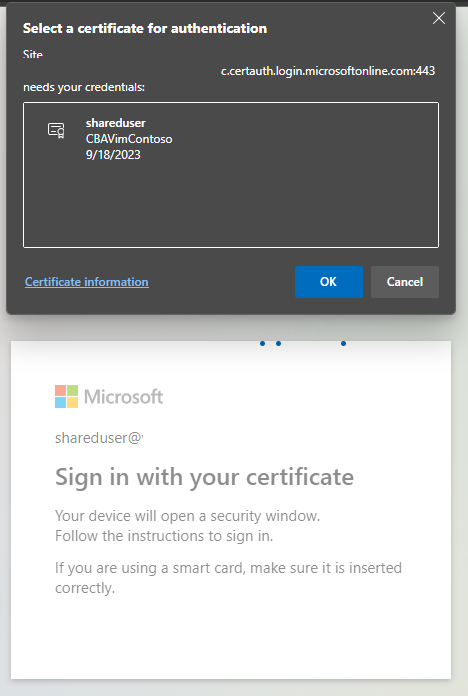 Select a certificate for authentication
Site
c.certauth.login.microsoftonline.com:443
needs your credentials:
shareduser
CBAVimContoso
9/18/2023
Certificate information
OK
Cancel
Microsoft
shareduser@
Sign in with your certificate
Your device will open a security window.
Follow the instructions to sign in.
If you are using a smart card, make sure it is inserted
correctly.